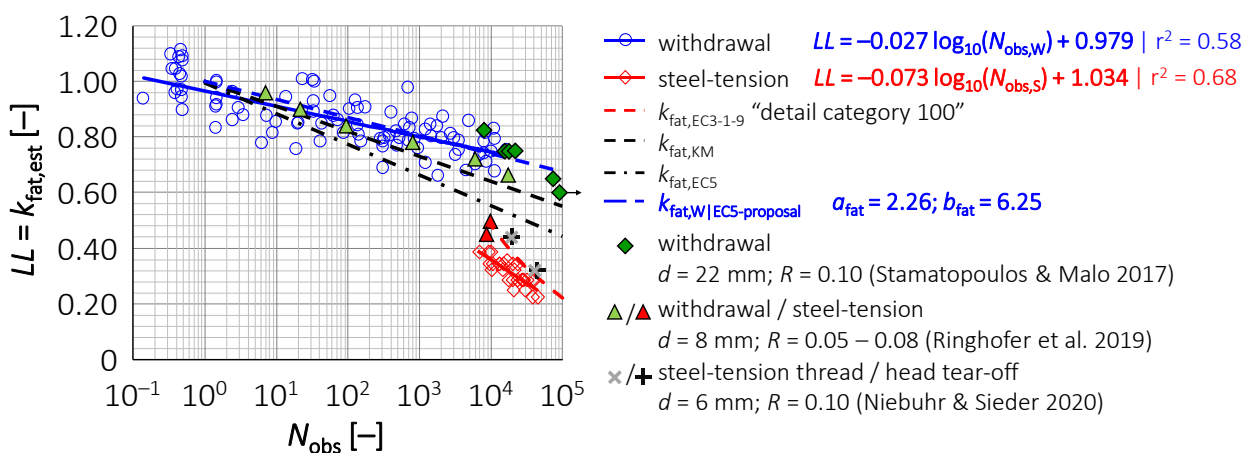 1.20
1.00
0.80
0.60
0.40
0.20
0
LL = kfat,est [–]
10–1 100 101 102 103 104 105
Nobs [–]
withdrawal LL = –0.027 log10(Nobs,W) + 0.979 | r2 = 0.58
steel-tension LL = –0.073 log10(Nobs,S) + 1.034 | r2 = 0.68
kfat,EC3-1-9 “detail category 100”
kfat,KM
kfat,EC5
kfat,W|EC5-proposal afat = 2.26; bfat = 6.25
withdrawal
d = 22 mm; R = 0.10 (Stamatopoulos & Malo 2017)
/ withdrawal / steel-tension
d = 8 mm; R = 0.05 – 0.08 (Ringhofer et al. 2019)
/ steel-tension thread / head tear-off
d = 6 mm; R = 0.10 (Niebuhr & Sieder 2020)